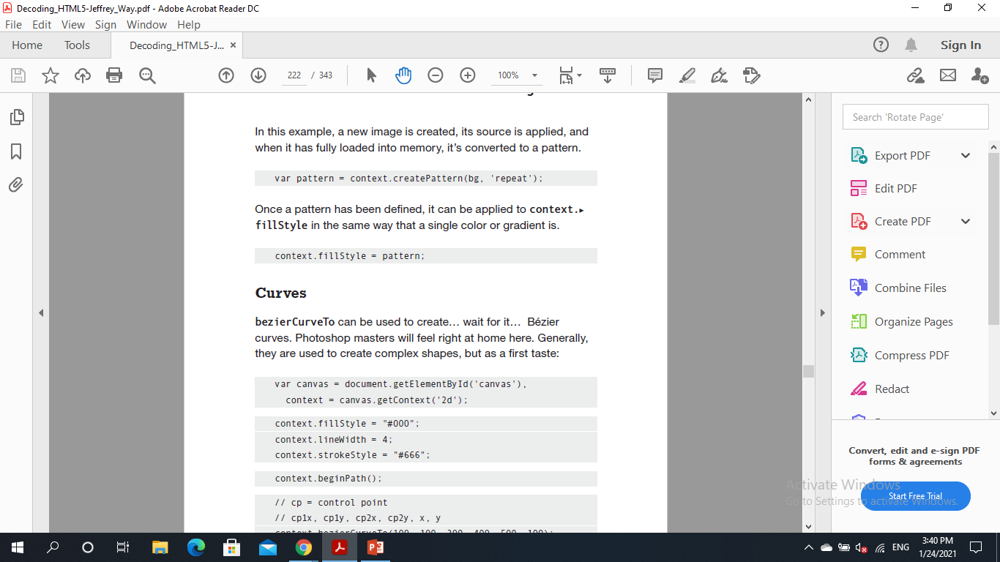 Decoding_HTML5-Jeffrey_Way.pdf - Adobe Acrobat Reader DC
File Edit View Sign Window Help
Home Tools Decoding_HTML5-J... × Sign In
222 / 343 100%
In this example, a new image is created, its source is applied, and
when it has fully loaded into memory, it’s converted to a pattern.
var pattern = context.createPattern(bg, 'repeat');
Once a pattern has been defined, it can be applied to context.▸
fillStyle in the same way that a single color or gradient is.
context.fillStyle = pattern;
Curves
bezierCurveTo can be used to create… wait for it… Bézier
curves. Photoshop masters will feel right at home here. Generally,
they are used to create complex shapes, but as a first taste:
var canvas = document.getElementById('canvas'),
context = canvas.getContext('2d');
context.fillStyle = "#000";
context.lineWidth = 4;
context.strokeStyle = "#666";
context.beginPath();
// cp = control point
// cp1x, cp1y, cp2x, cp2y, x, y
context.bezierCurveTo(100, 100, 300, 400, 500, 100);
Search 'Rotate Page'
Export PDF
Edit PDF
Create PDF
Comment
Combine Files
Organize Pages
Compress PDF
Redact
Convert, edit and e-sign PDF
forms & agreements
Start Free Trial
Activate Windows
Go to Settings to activate Windows.
ENG
3:40 PM
1/24/2021